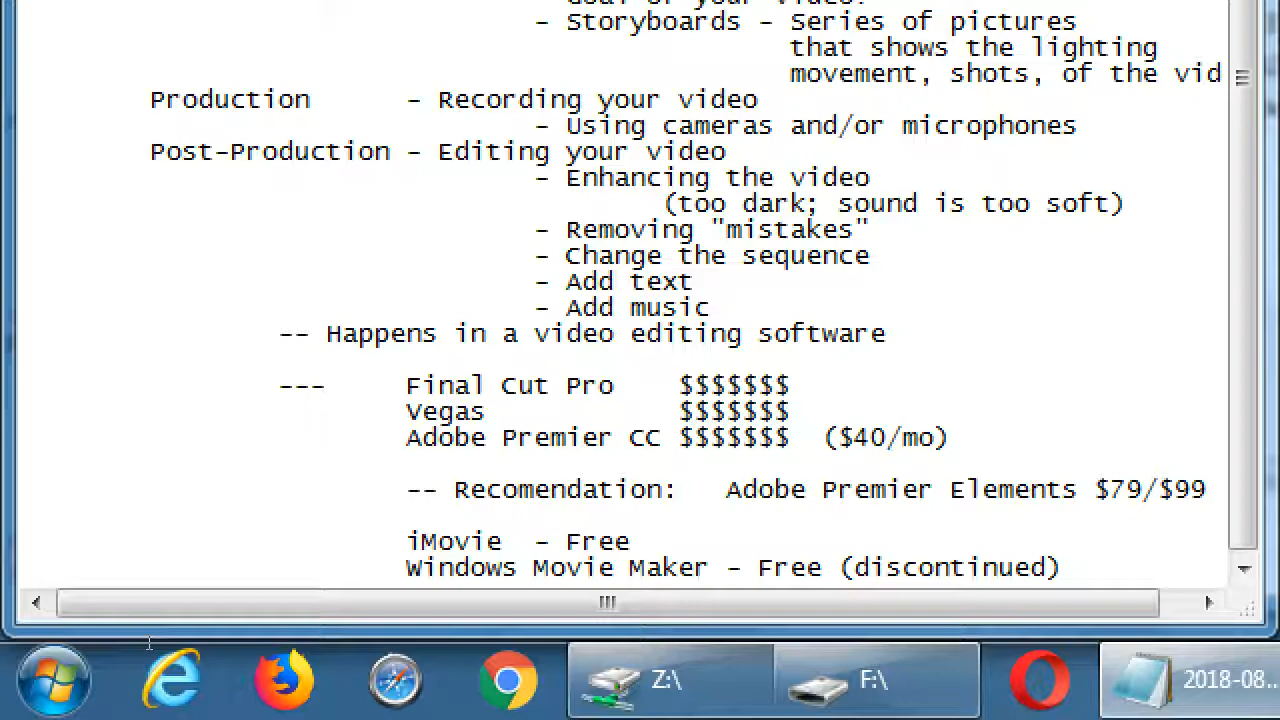 - Storyboards - Series of pictures
that shows the lighting
movement, shots, of the vid
Production - Recording your video
- Using cameras and/or microphones
Post-Production - Editing your video
- Enhancing the video
(too dark; sound is too soft)
- Removing "mistakes"
- Change the sequence
- Add text
- Add music
-- Happens in a video editing software
--- Final Cut Pro $$$$$$$
Vegas $$$$$$$
Adobe Premier CC $$$$$$$ ($40/mo)
-- Recomendation: Adobe Premier Elements $79/$99
iMovie - Free
Windows Movie Maker - Free (discontinued)
Z:\ F:\ 2018-08...